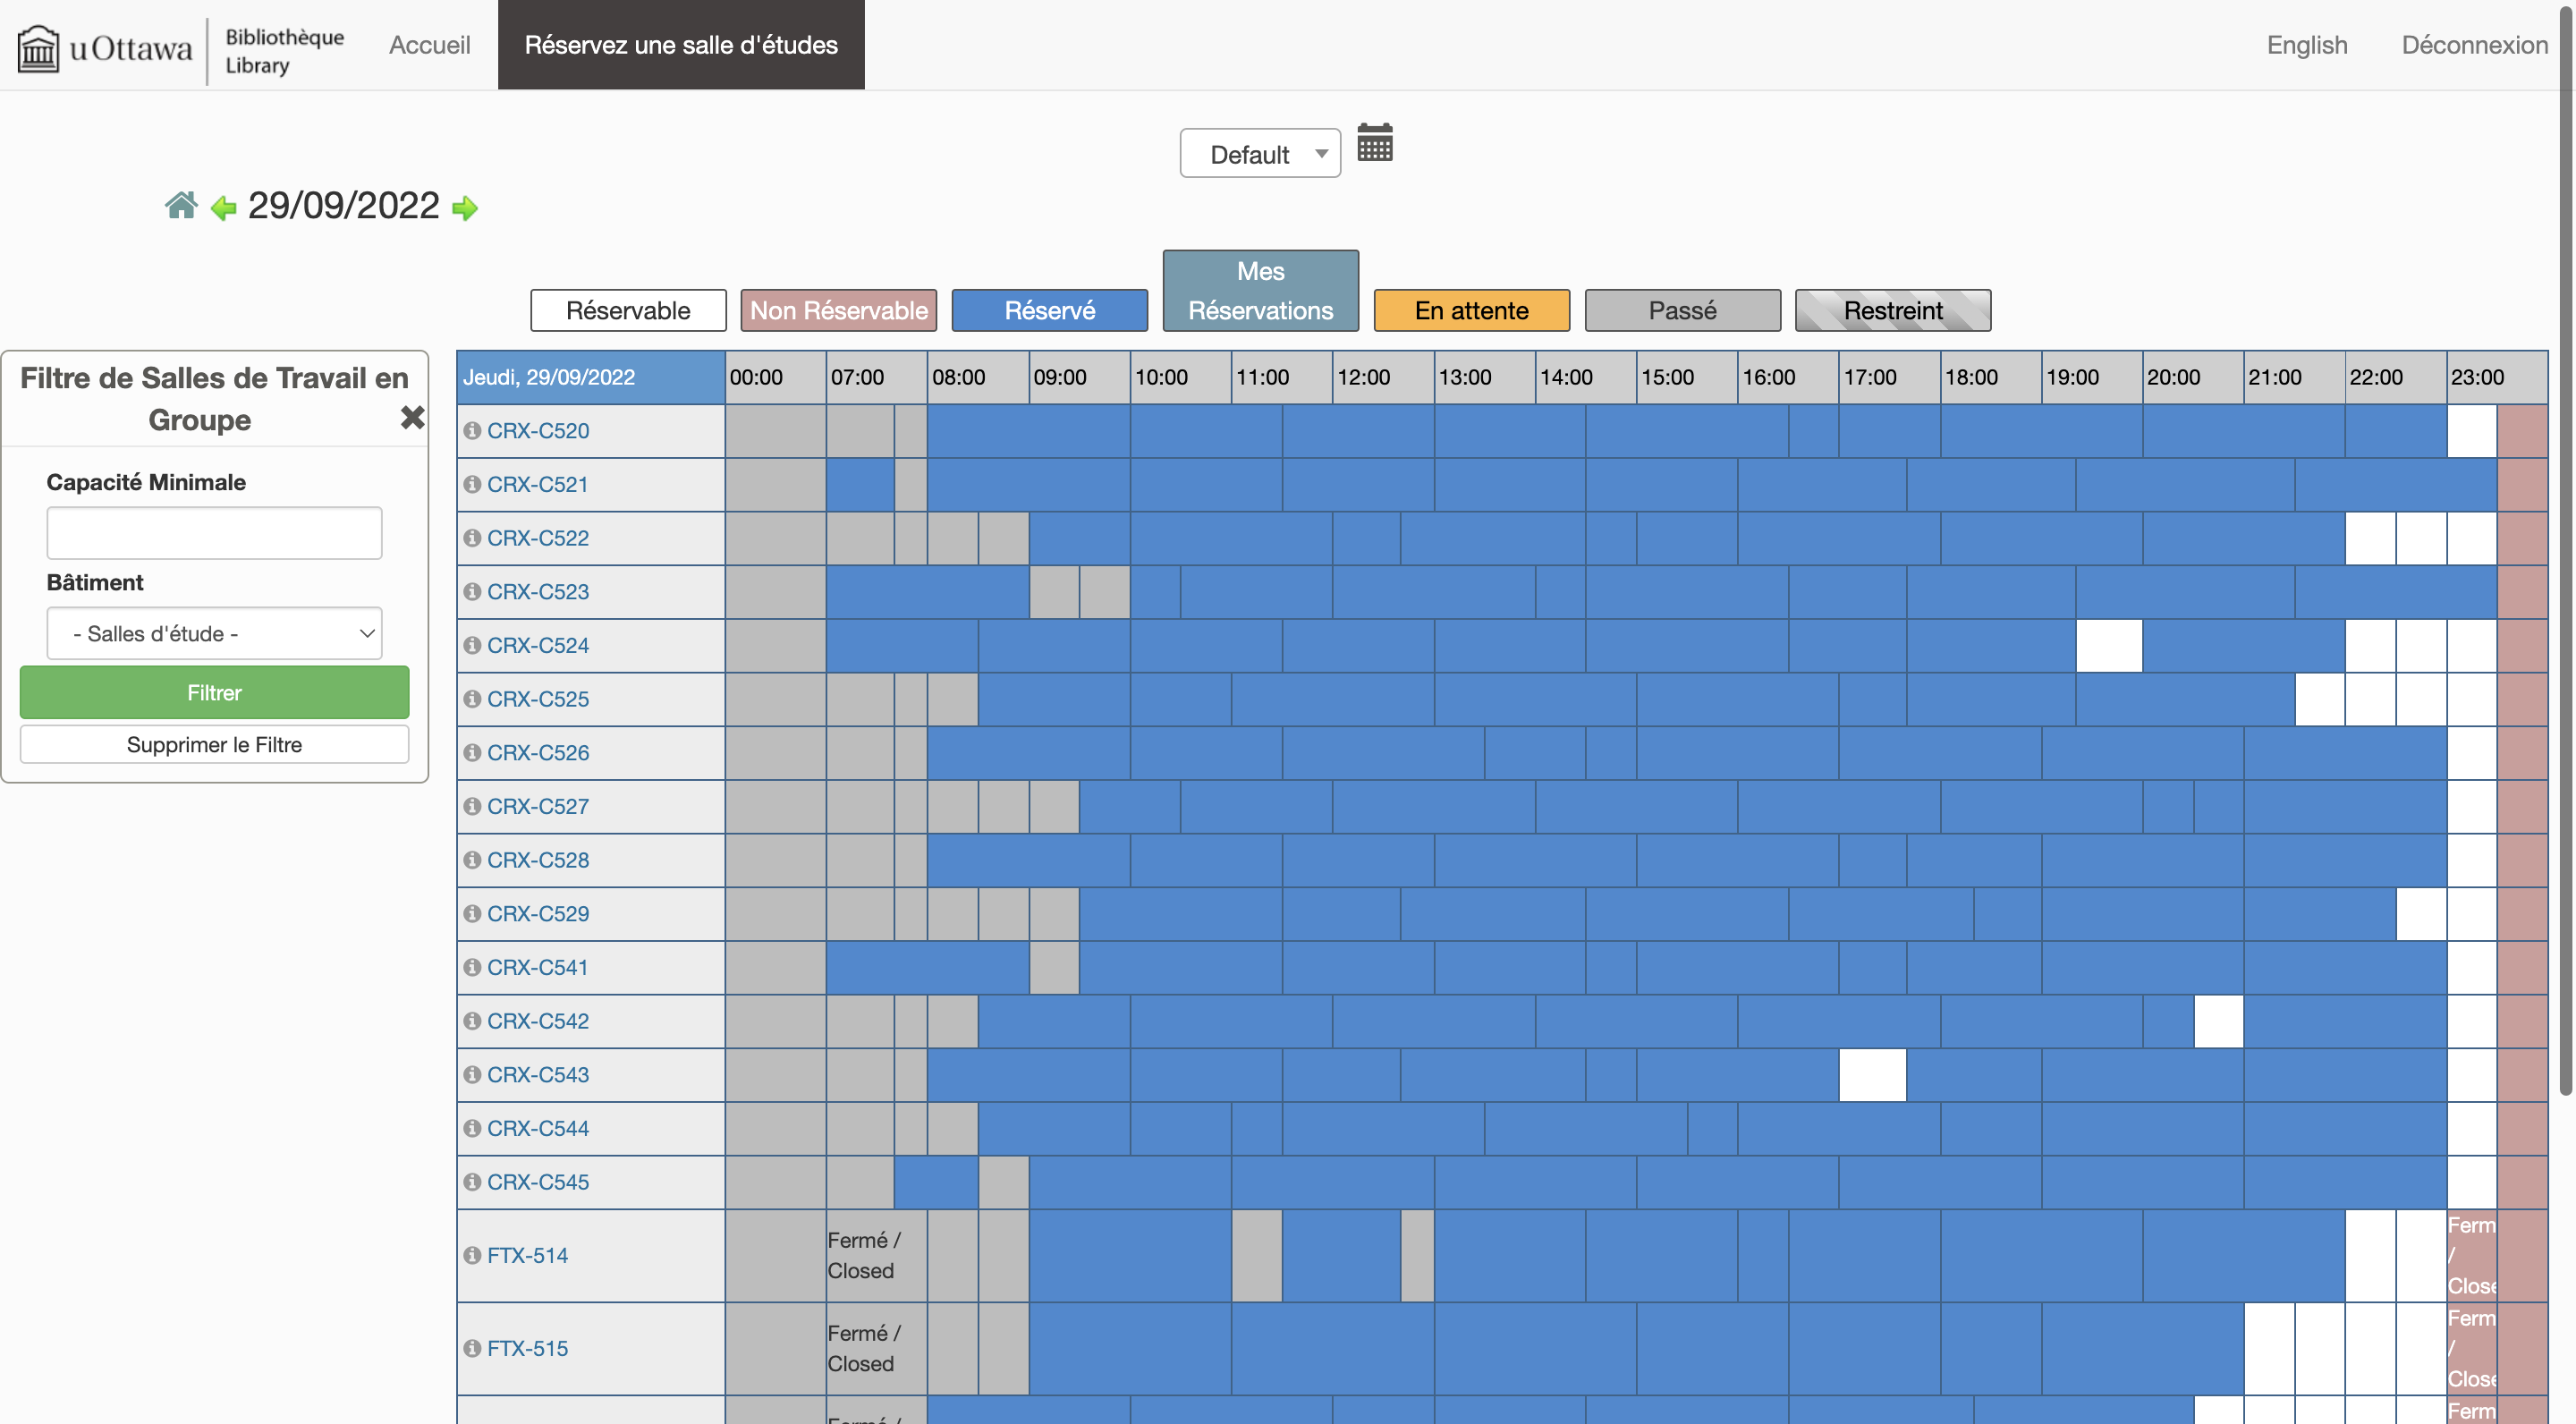 uOttawa
Bibliothèque
Library
Accueil
Réservez une salle d'études
English
Déconnexion
Default
29/09/2022
Réservable
Non Réservable
Réservé
Mes
Réservations
En attente
Passé
Restreint
Filtre de Salles de Travail en
Groupe
Capacité Minimale
Bâtiment
- Salles d'étude -
Filtrer
Supprimer le Filtre
Jeudi, 29/09/2022 00:00 07:00 08:00 09:00 10:00 11:00 12:00 13:00 14:00 15:00 16:00 17:00 18:00 19:00 20:00 21:00 22:00 23:00
CRX-C520
CRX-C521
CRX-C522
CRX-C523
CRX-C524
CRX-C525
CRX-C526
CRX-C527
CRX-C528
CRX-C529
CRX-C541
CRX-C542
CRX-C543
CRX-C544
CRX-C545
FTX-514
Fermé /
Closed
Ferm
/
Close
FTX-515
Fermé /
Closed
Ferm
/
Close
Fermé /
Ferm